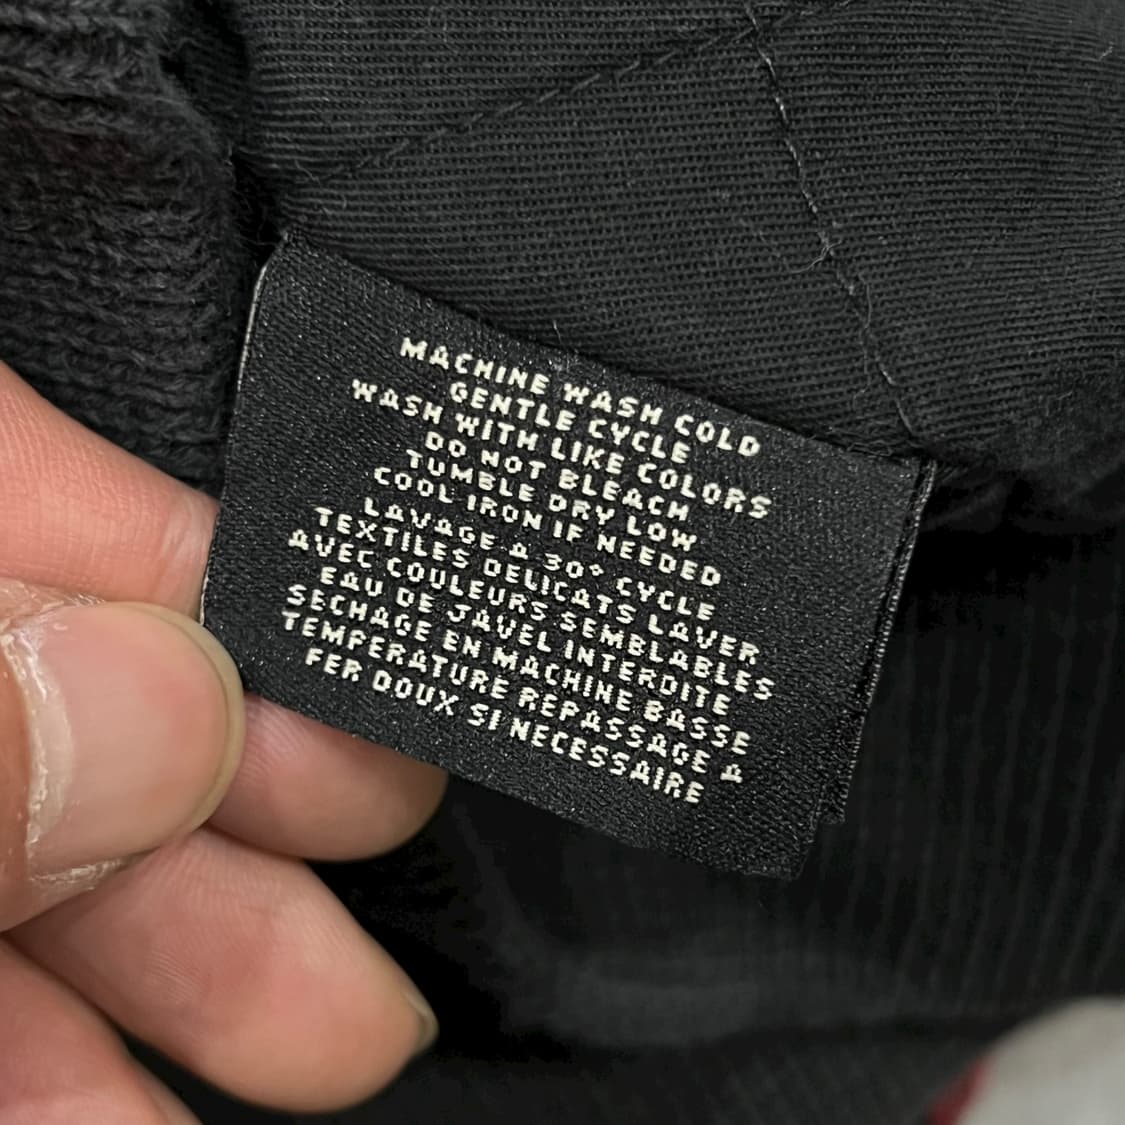 MACHINE WASH COLD
GENTLE CYCLE
WASH WITH LIKE COLORS
DO NOT BLEACH
TUMBLE DRY LOW
COOL IRON IF NEEDED
LAVAGE A 30° CYCLE
TEXTILES DELICATS LAVER
AVEC COULEURS SEMBLABLES
EAU DE JAVEL INTERDITE
SECHAGE EN MACHINE BASSE
TEMPERATURE REPASSAGE A
FER DOUX SI NECESSAIRE